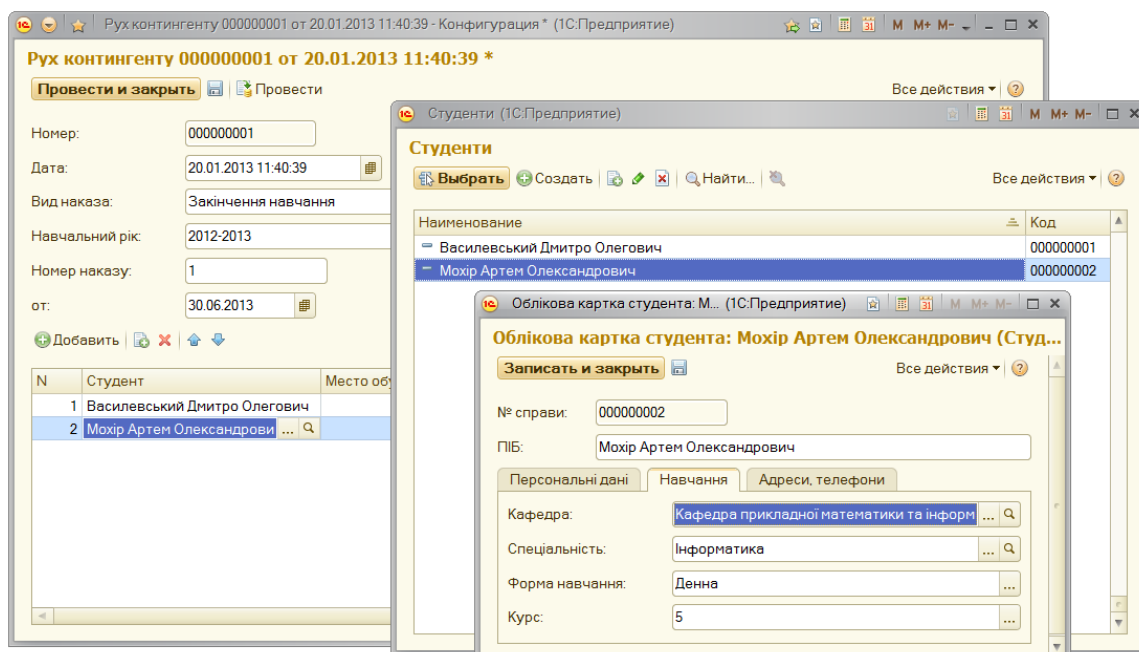 Рух контингенту 000000001 от 20.01.2013 11:40:39 - Конфигурация * (1С:Предприятие)
M M+ M-
Рух контингенту 000000001 от 20.01.2013 11:40:39 *
Провести и закрыть Провести Все действия
Номер: 000000001
Дата: 20.01.2013 11:40:39
Вид наказа: Закінчення навчання
Навчальний рік: 2012-2013
Номер наказу: 1
от: 30.06.2013
Добавить
N Студент Место
1 Василевський Дмитро Олегович
2 Мохір Артем Олександрови ...
Студенти (1С:Предприятие) M M+ M-
Студенти
Выбрать Создать Найти... Все действия
Наименование Код
Василевський Дмитро Олегович 000000001
Мохір Артем Олександрович 000000002
Облікова картка студента: М... (1С:Предприятие) M M+ M-
Облікова картка студента: Мохір Артем Олександрович (Студ...
Записать и закрыть Все действия
№ справи: 000000002
ПІБ: Мохір Артем Олександрович
Персональні дані Навчання Адреси, телефони
Кафедра: Кафедра прикладної математики та інформ ...
Спеціальність: Інформатика ...
Форма навчання: Денна ...
Курс: 5 ...